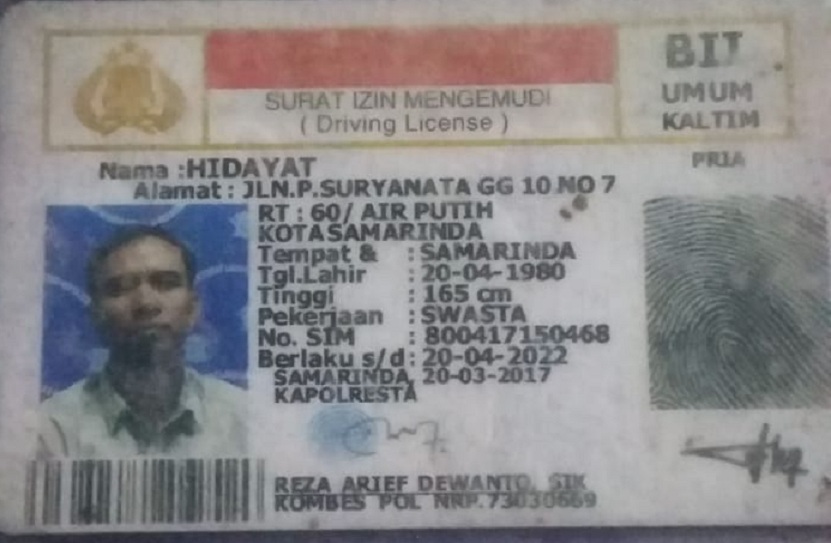 SURAT IZIN MENGEMUDI
( Driving License )
BII
UMUM
KALTIM
PRIA
Nama : HIDAYAT
Alamat : JLN.P.SURYANATA GG 10 NO 7
RT : 60/ AIR PUTIH
KOTASAMARINDA
Tempat & : SAMARINDA
Tgl.Lahir : 20-04-1980
Tinggi : 165 cm
Pekerjaan : SWASTA
No. SIM : 800417150468
Berlaku s/d : 20-04-2022
SAMARINDA, 20-03-2017
KAPOLRESTA
REZA ARIEF DEWANTO, SIK
KOMBES POL NRP.73030669